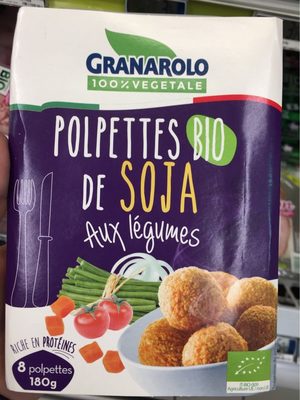 GRANAROLO
100% VEGETALE
POLPETTES BIO
DE SOJA
Aux légumes
RICHE EN PROTÉINES
8 polpettes
180g